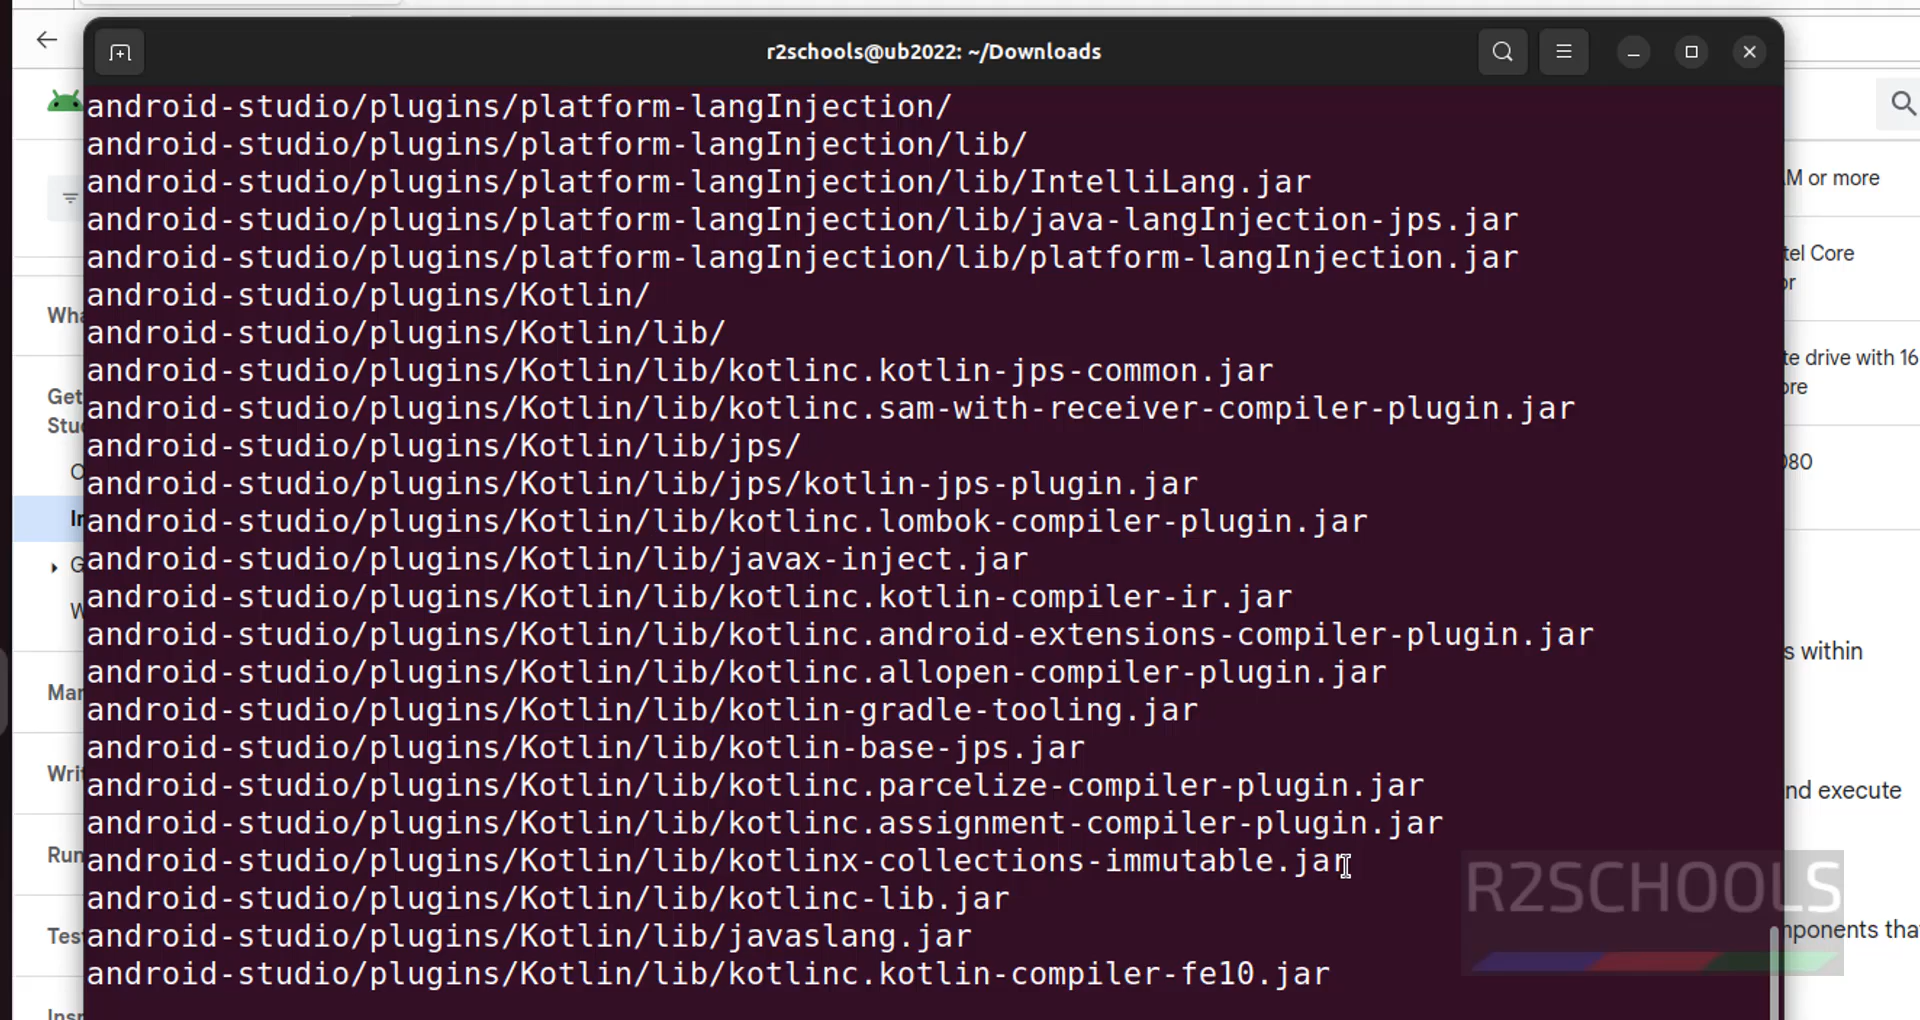 r2schools@ub2022: ~/Downloads
android-studio/plugins/platform-langInjection/
android-studio/plugins/platform-langInjection/lib/
android-studio/plugins/platform-langInjection/lib/IntelliLang.jar
android-studio/plugins/platform-langInjection/lib/java-langInjection-jps.jar
android-studio/plugins/platform-langInjection/lib/platform-langInjection.jar
android-studio/plugins/Kotlin/
android-studio/plugins/Kotlin/lib/
android-studio/plugins/Kotlin/lib/kotlinc.kotlin-jps-common.jar
android-studio/plugins/Kotlin/lib/kotlinc.sam-with-receiver-compiler-plugin.jar
android-studio/plugins/Kotlin/lib/jps/
android-studio/plugins/Kotlin/lib/jps/kotlin-jps-plugin.jar
android-studio/plugins/Kotlin/lib/kotlinc.lombok-compiler-plugin.jar
android-studio/plugins/Kotlin/lib/javax-inject.jar
android-studio/plugins/Kotlin/lib/kotlinc.kotlin-compiler-ir.jar
android-studio/plugins/Kotlin/lib/kotlinc.android-extensions-compiler-plugin.jar
android-studio/plugins/Kotlin/lib/kotlinc.allopen-compiler-plugin.jar
android-studio/plugins/Kotlin/lib/kotlin-gradle-tooling.jar
android-studio/plugins/Kotlin/lib/kotlin-base-jps.jar
android-studio/plugins/Kotlin/lib/kotlinc.parcelize-compiler-plugin.jar
android-studio/plugins/Kotlin/lib/kotlinc.assignment-compiler-plugin.jar
android-studio/plugins/Kotlin/lib/kotlinx-collections-immutable.jar
android-studio/plugins/Kotlin/lib/kotlinc-lib.jar
android-studio/plugins/Kotlin/lib/javaslang.jar
android-studio/plugins/Kotlin/lib/kotlinc.kotlin-compiler-fe10.jar
Get
or more
Core
drive with 16
within
execute
R2SCHOOLS